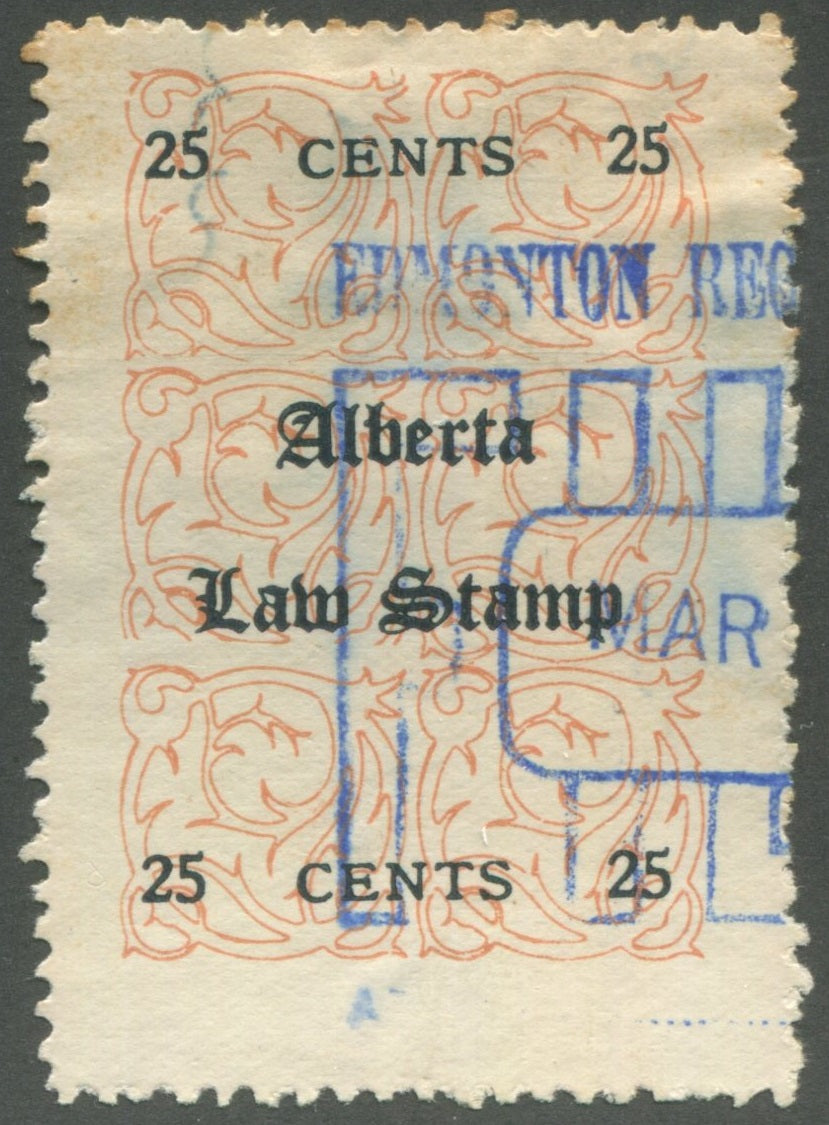 25 CENTS 25
EDMONTON REG
Alberta
Law Stamp
MAR
25 CENTS 25